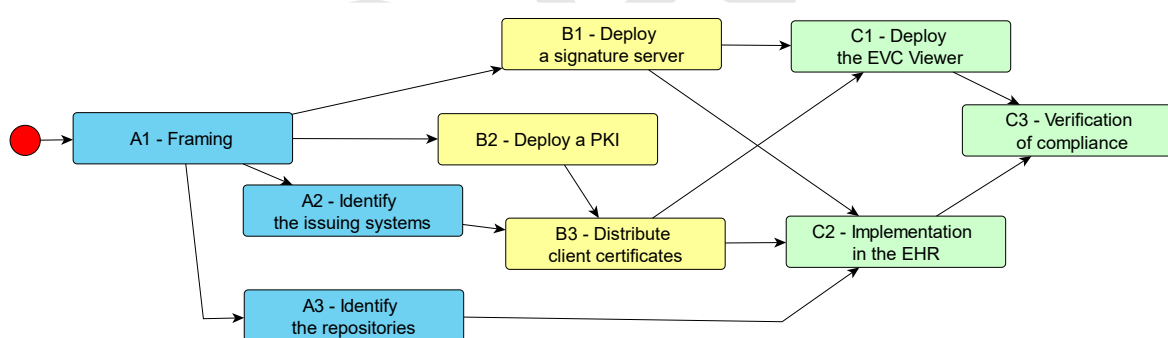 B1 - Deploy
a signature server
C1 - Deploy
the EVC Viewer
A1 - Framing
B2 - Deploy a PKI
C3 - Verification
of compliance
A2 - Identify
the issuing systems
B3 - Distribute
client certificates
C2 - Implementation
in the EHR
A3 - Identify
the repositories